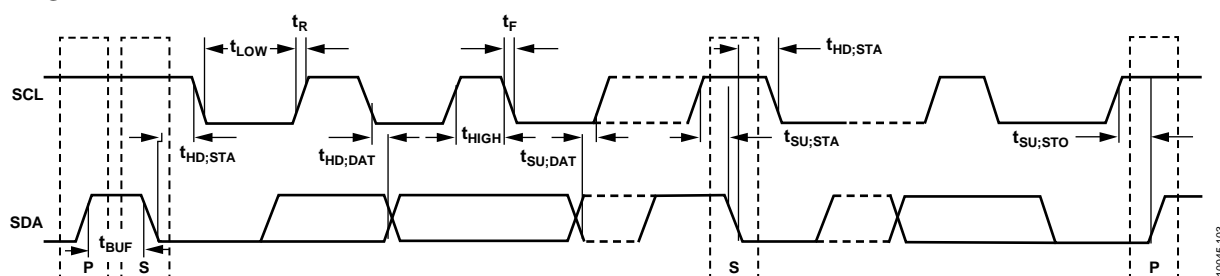 tR
tF
tLOW
tHD;STA
SCL
tHD;STA
tHD;DAT
tHIGH
tSU;DAT
tSU;STA
tSU;STO
SDA
tBUF
P
S
S
P
10045-103